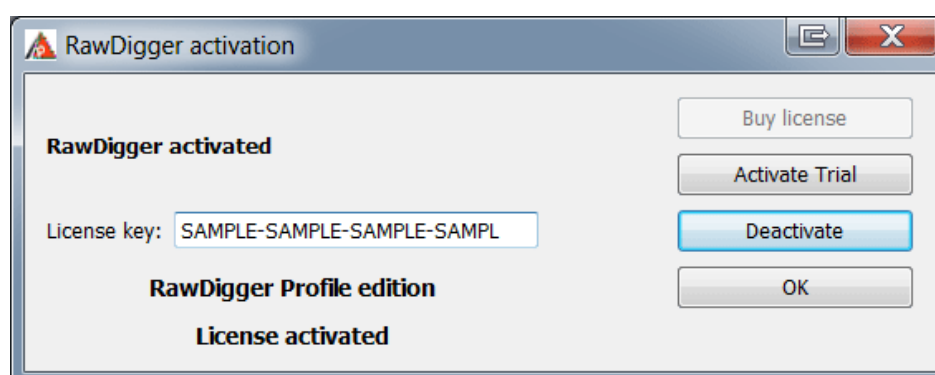 RawDigger activation
Buy license
RawDigger activated
Activate Trial
License key: SAMPLE-SAMPLE-SAMPLE-SAMPL
Deactivate
RawDigger Profile edition
OK
License activated